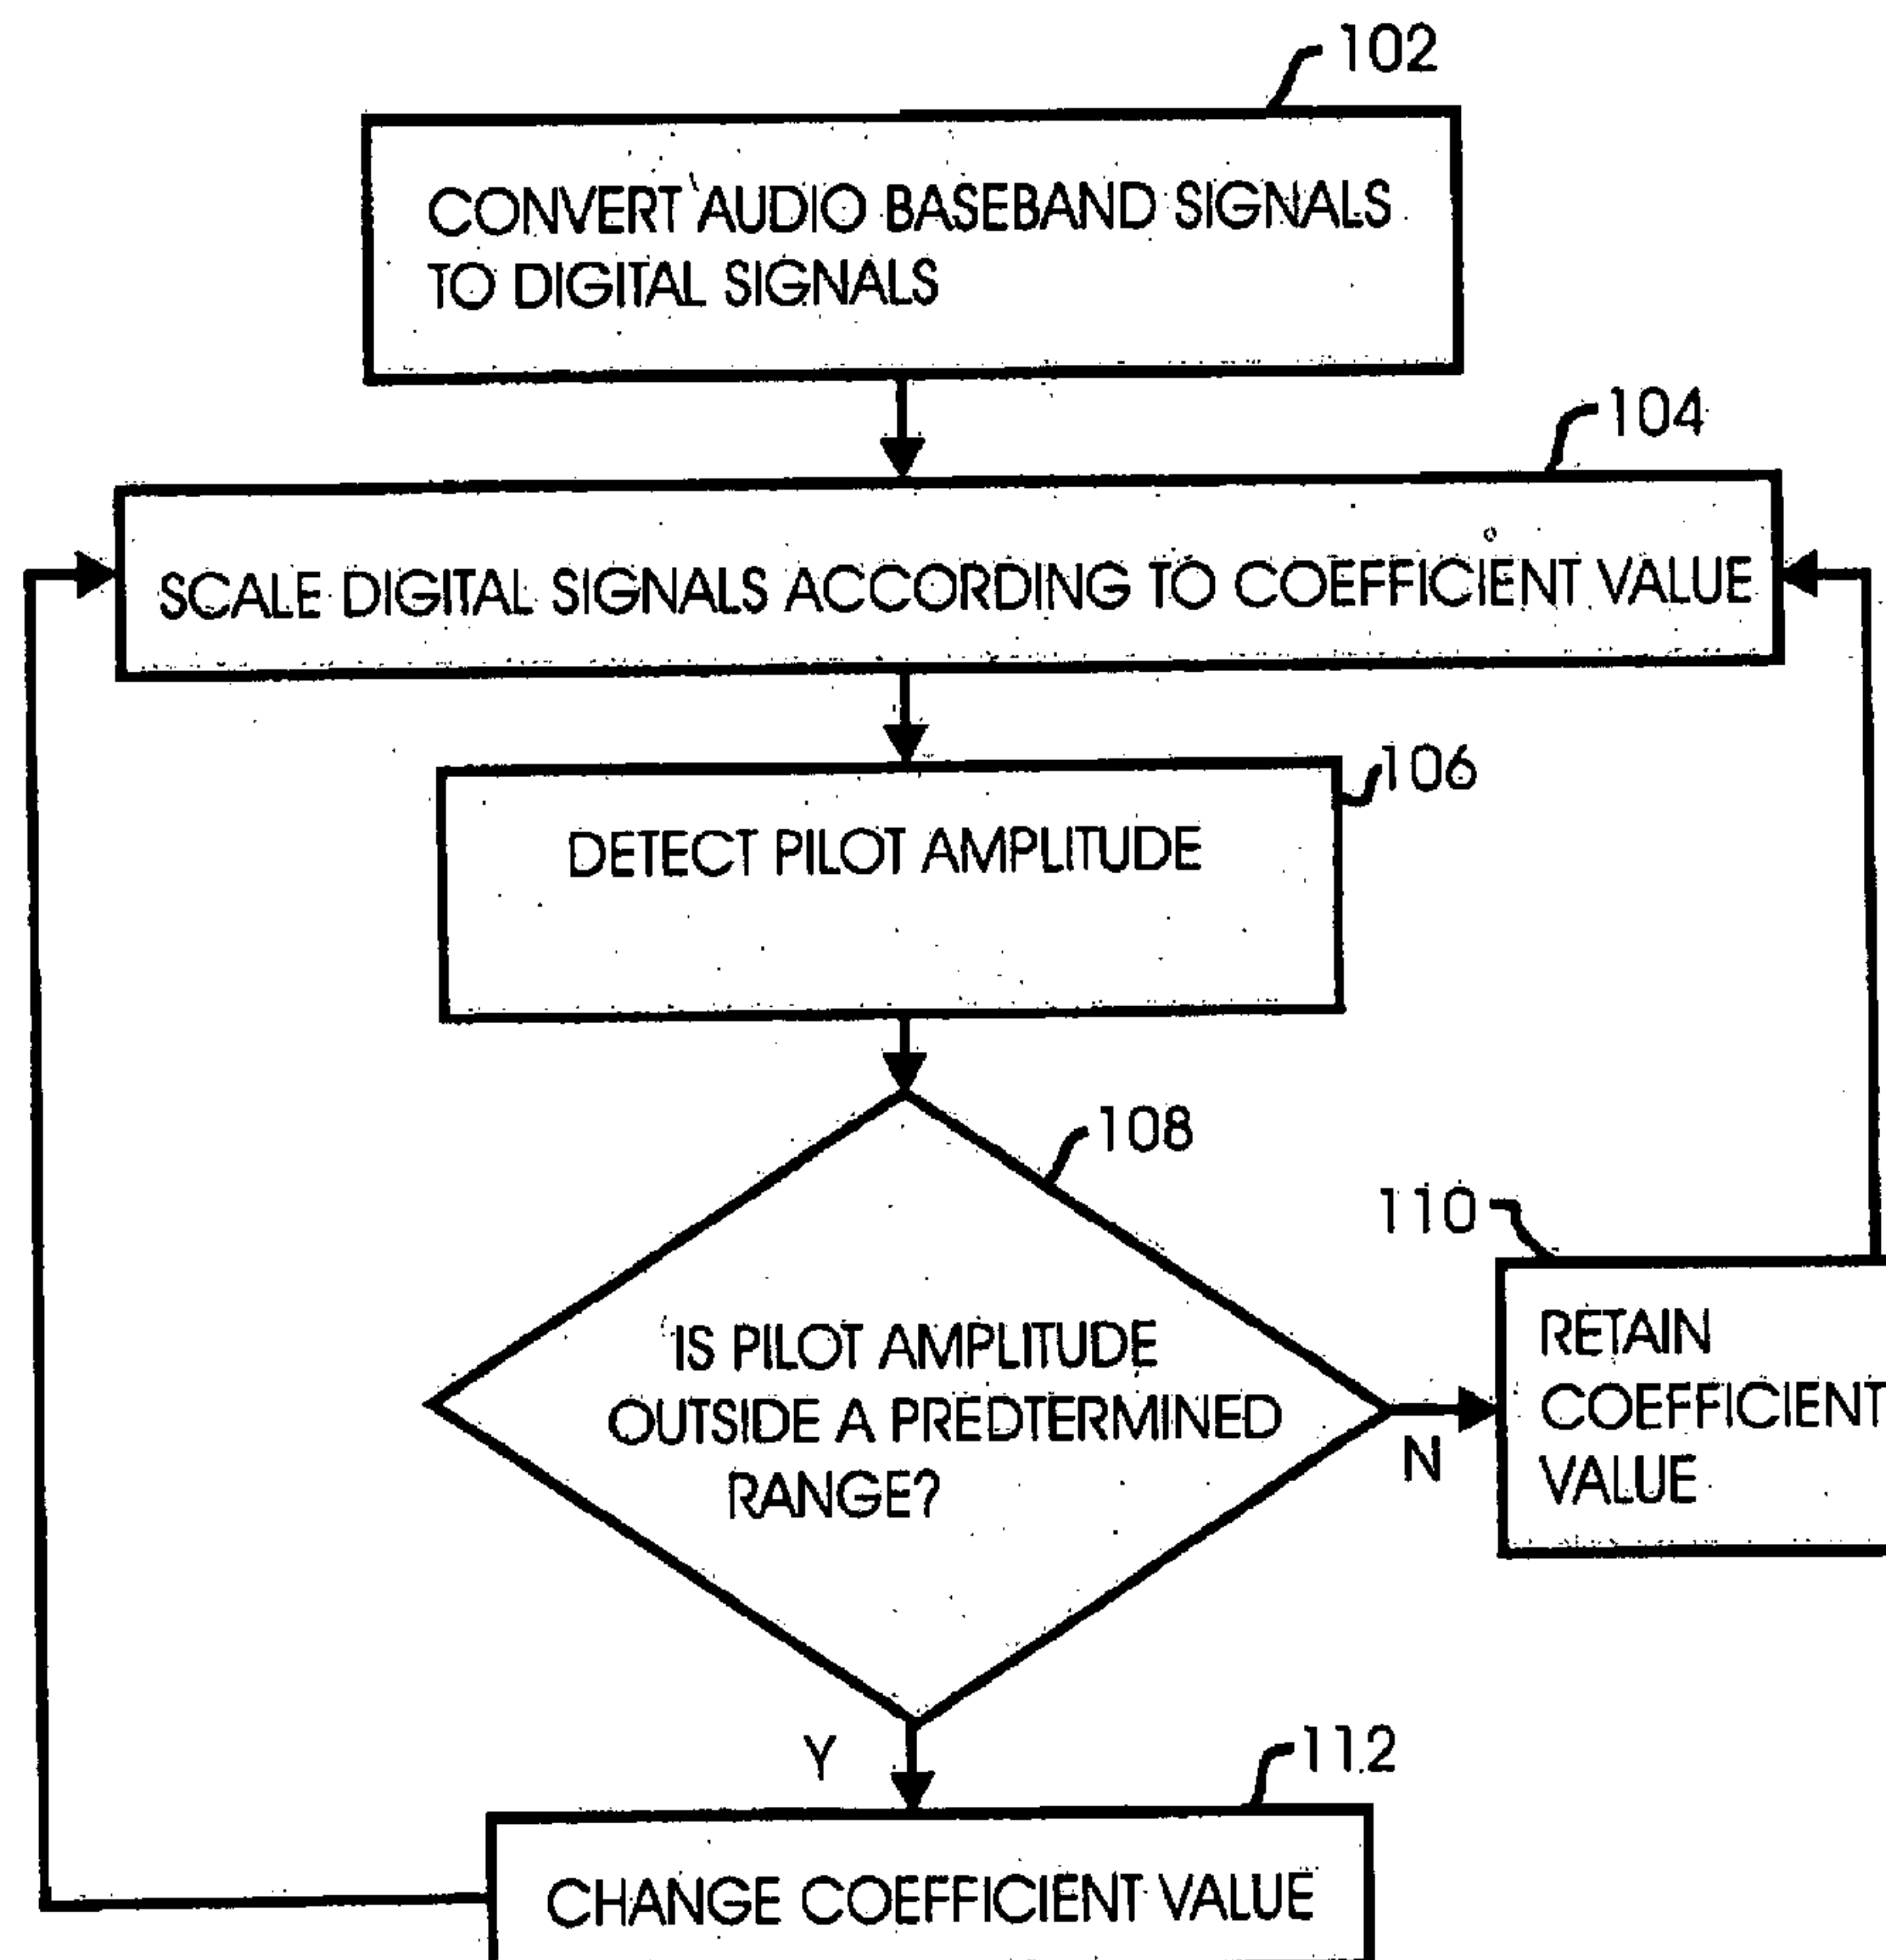 102
CONVERT AUDIO BASEBAND SIGNALS
TO DIGITAL SIGNALS
104
SCALE DIGITAL SIGNALS ACCORDING TO COEFFICIENT VALUE
106
DETECT PILOT AMPLITUDE
108
IS PILOT AMPLITUDE
OUTSIDE A PREDTERMINED
RANGE?
N
110
RETAIN
COEFFICIENT
VALUE
Y
112
CHANGE COEFFICIENT VALUE